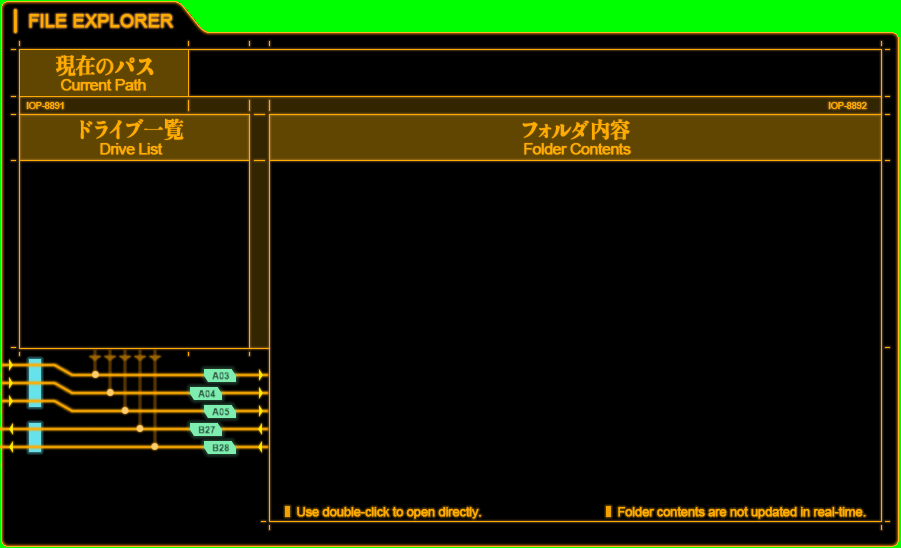 FILE EXPLORER
現在のパス
Current Path
IOP-8891
IOP-8892
ドライブ一覧
Drive List
フォルダ内容
Folder Contents
A03
A04
A05
B27
B28
Use double-click to open directly.
Folder contents are not updated in real-time.